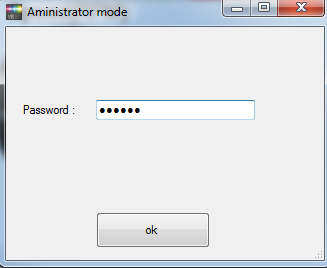 Aministrator mode
Password :
••••••
ok